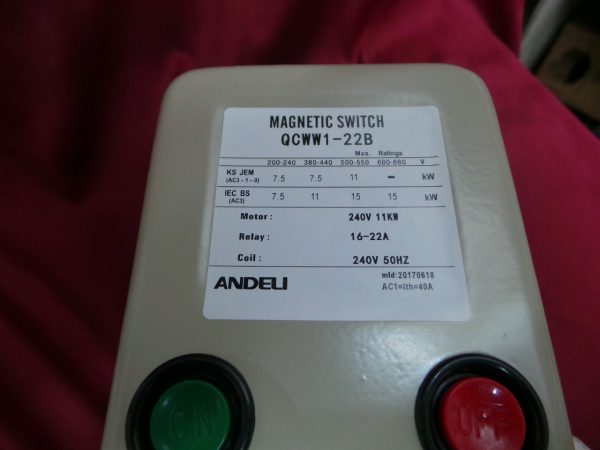 MAGNETIC SWITCH
QCWW1-22B
Max. Ratings
200-240 380-440 500-550 600-660 V
KS JEM 7.5 7.5 11 - kW
(AC3-1-0)
IEC BS 7.5 11 15 15 kW
(AC3)
Motor: 240V 11KW
Relay: 16-22A
Coil: 240V 50HZ
ANDELI
mfd:20170618
AC1=ith=40A
ON OFF